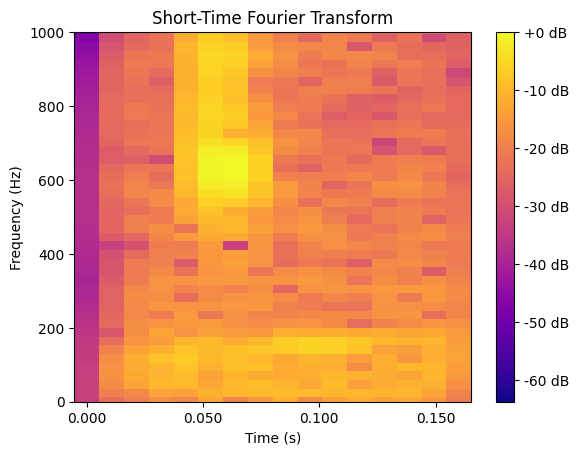 Short-Time Fourier Transform
1000
800
600
400
200
0
Frequency (Hz)
0.000
0.050
0.100
0.150
Time (s)
+0 dB
-10 dB
-20 dB
-30 dB
-40 dB
-50 dB
-60 dB